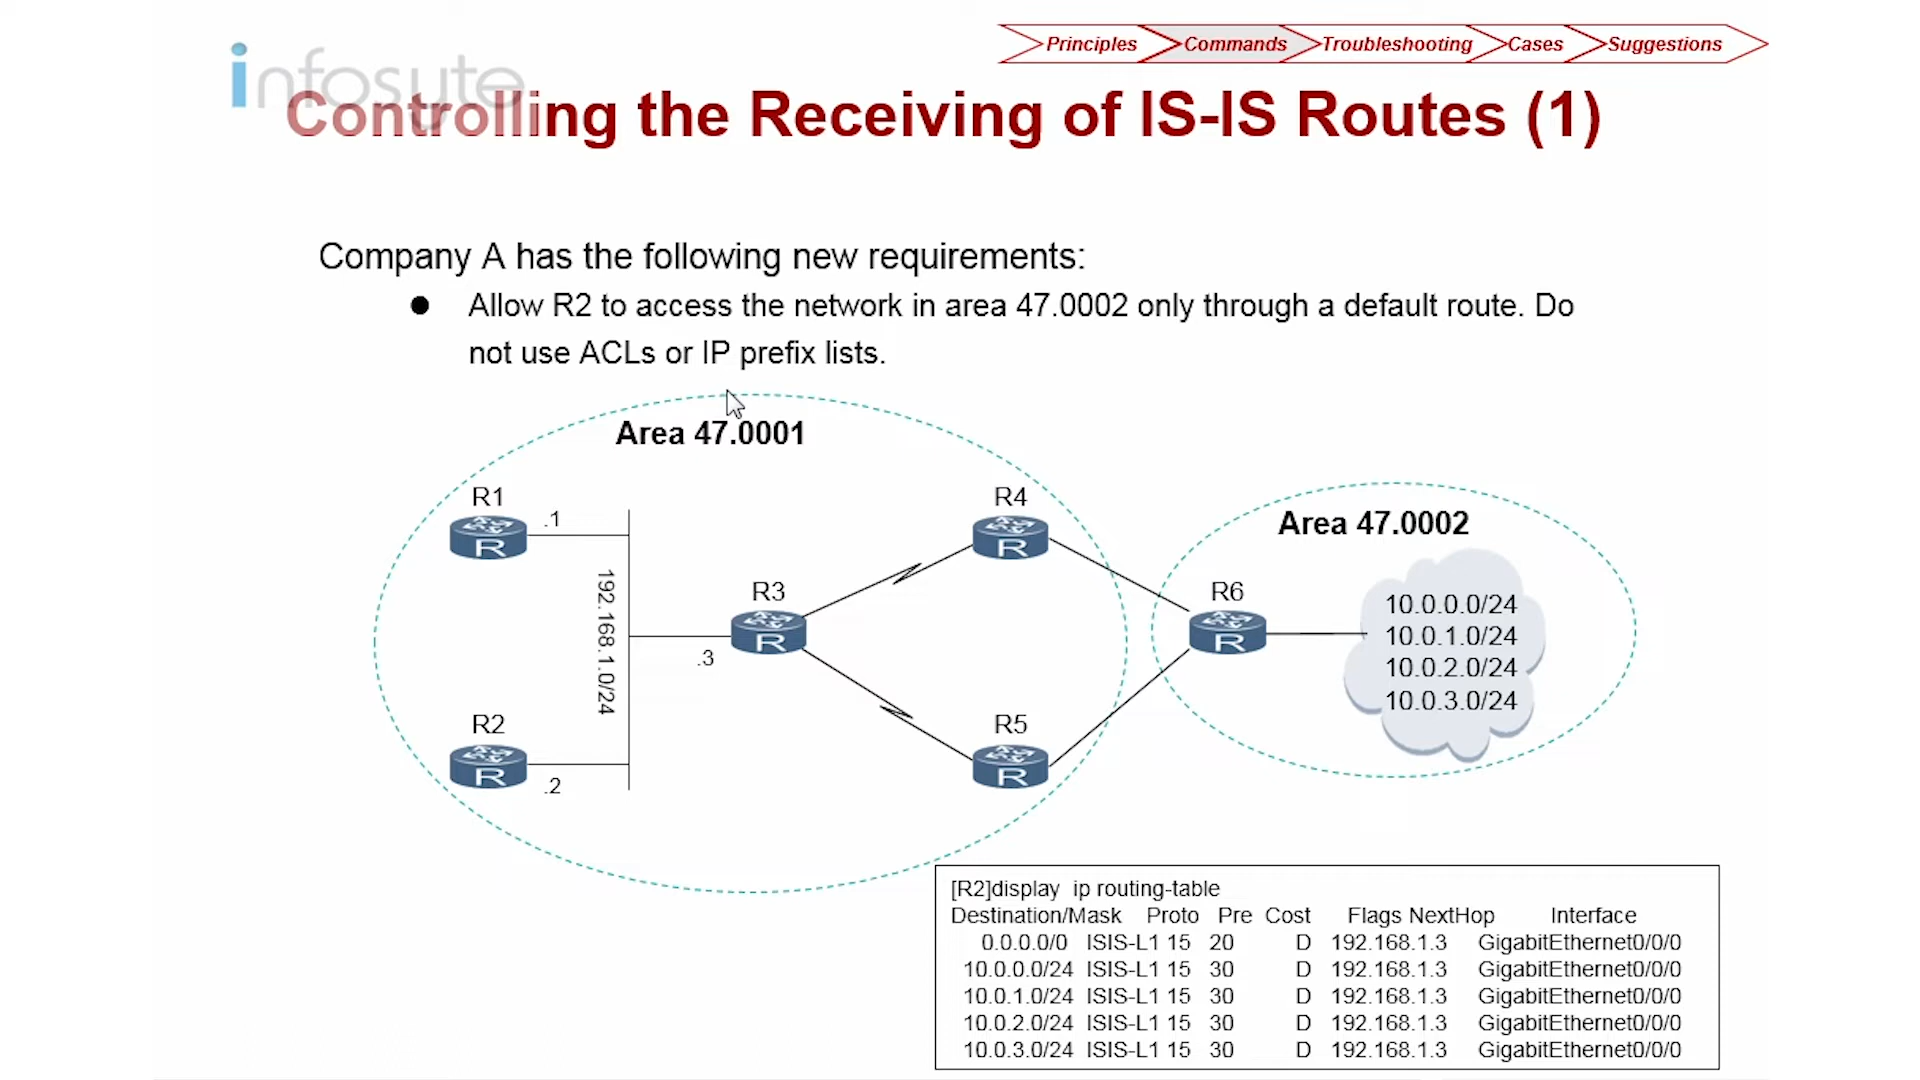 infosyte
Principles
Commands
Troubleshooting
Cases
Suggestions
Controlling the Receiving of IS-IS Routes (1)
Company A has the following new requirements:
● Allow R2 to access the network in area 47.0002 only through a default route. Do
not use ACLs or IP prefix lists.
Area 47.0001
Area 47.0002
R1
.1
R
R2
.2
R
192.168.1.0/24
R3
.3
R
R4
R
R5
R
R6
R
10.0.0.0/24
10.0.1.0/24
10.0.2.0/24
10.0.3.0/24
[R2]display ip routing-table
Destination/Mask Proto Pre Cost Flags NextHop Interface
0.0.0.0/0 ISIS-L1 15 20 D 192.168.1.3 GigabitEthernet0/0/0
10.0.0.0/24 ISIS-L1 15 30 D 192.168.1.3 GigabitEthernet0/0/0
10.0.1.0/24 ISIS-L1 15 30 D 192.168.1.3 GigabitEthernet0/0/0
10.0.2.0/24 ISIS-L1 15 30 D 192.168.1.3 GigabitEthernet0/0/0
10.0.3.0/24 ISIS-L1 15 30 D 192.168.1.3 GigabitEthernet0/0/0